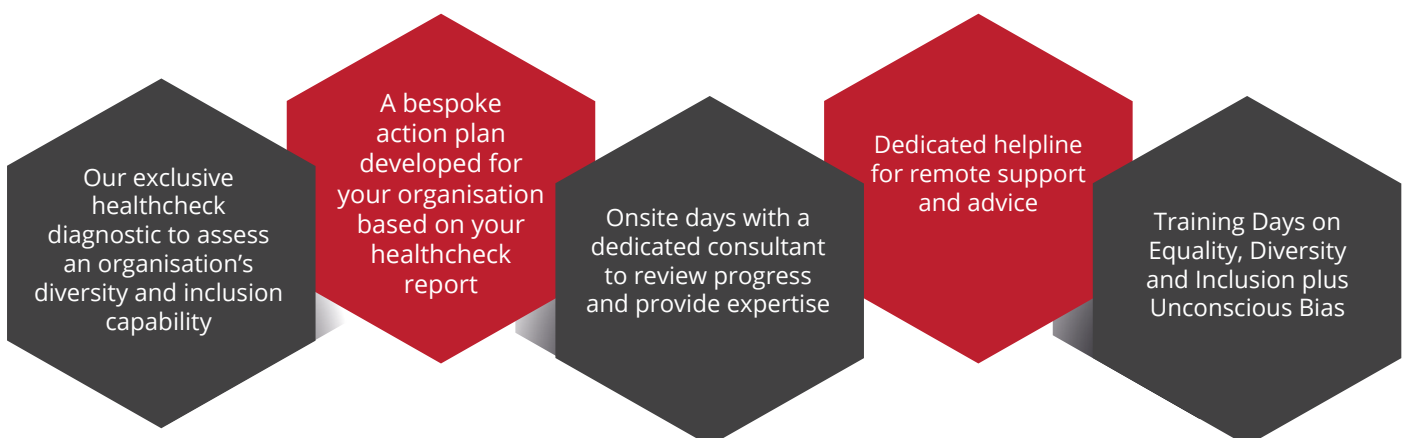 Our exclusive
healthcheck
diagnostic to assess
an organisation’s
diversity and inclusion
capability
A bespoke
action plan
developed for
your organisation
based on your
healthcheck
report
Onsite days with a
dedicated consultant
to review progress
and provide expertise
Dedicated helpline
for remote support
and advice
Training Days on
Equality, Diversity
and Inclusion plus
Unconscious Bias